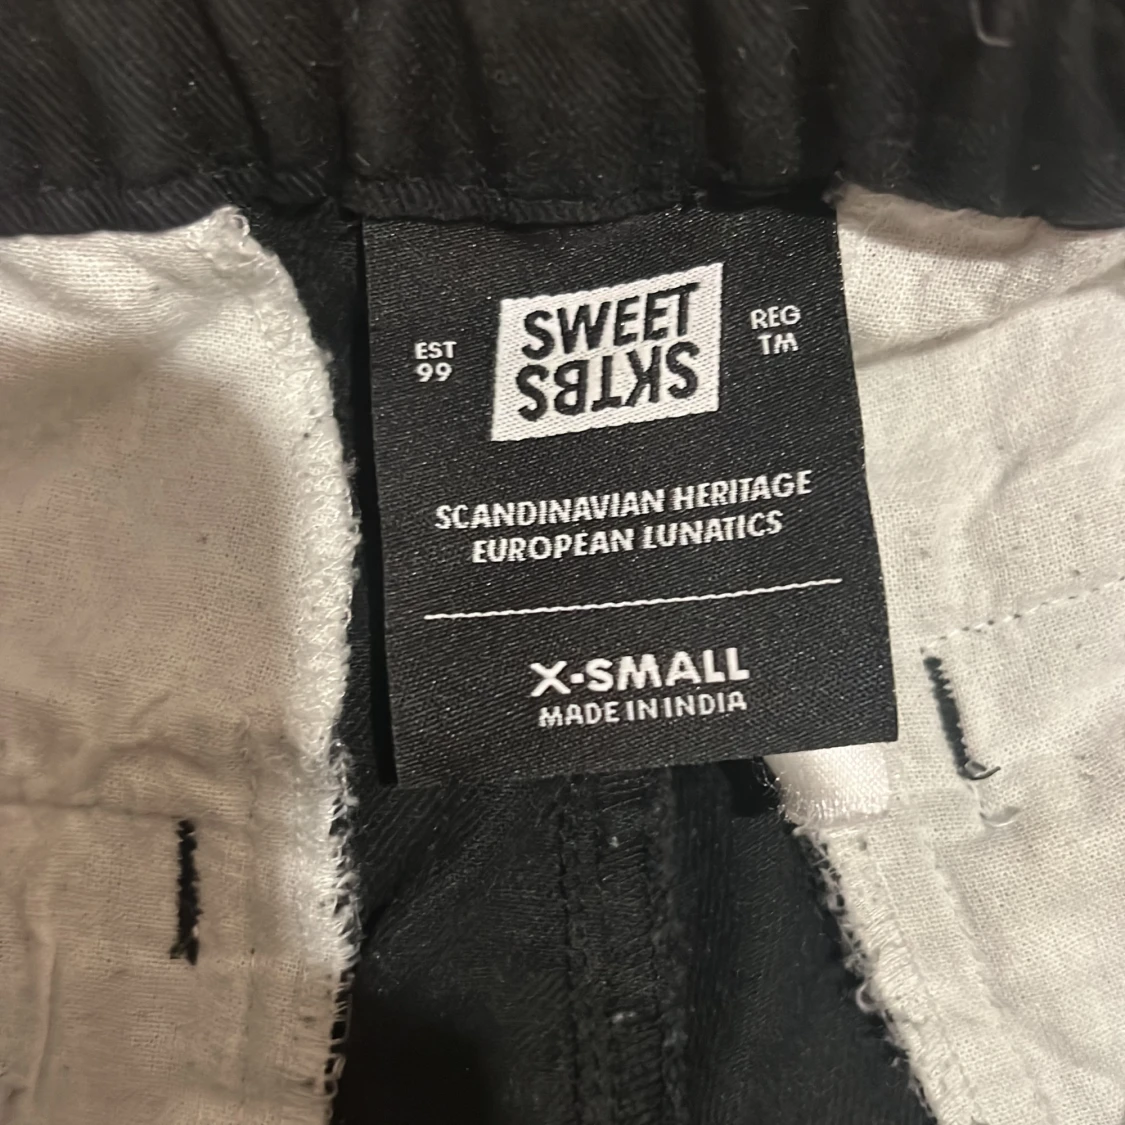 EST
99
SWEET
SKTBS
REG
TM
SCANDINAVIAN HERITAGE
EUROPEAN LUNATICS
X-SMALL
MADE IN INDIA